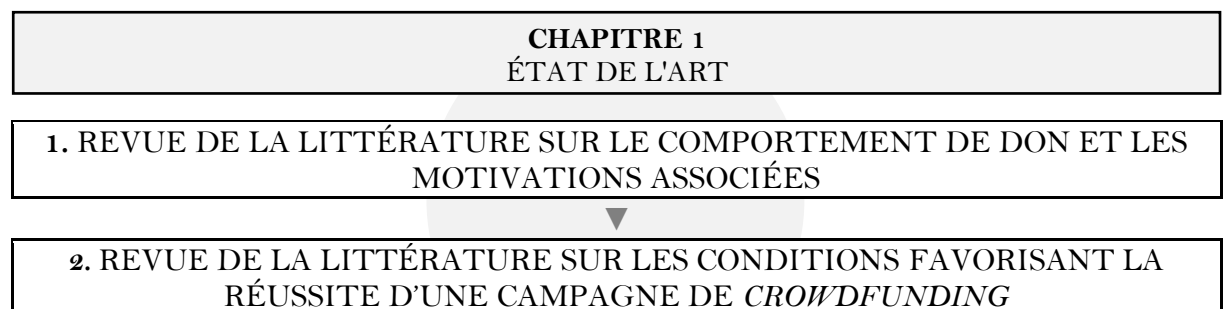 CHAPITRE 1
ÉTAT DE L'ART
1. REVUE DE LA LITTÉRATURE SUR LE COMPORTEMENT DE DON ET LES
MOTIVATIONS ASSOCIÉES
2. REVUE DE LA LITTÉRATURE SUR LES CONDITIONS FAVORISANT LA
RÉUSSITE D’UNE CAMPAGNE DE CROWDFUNDING